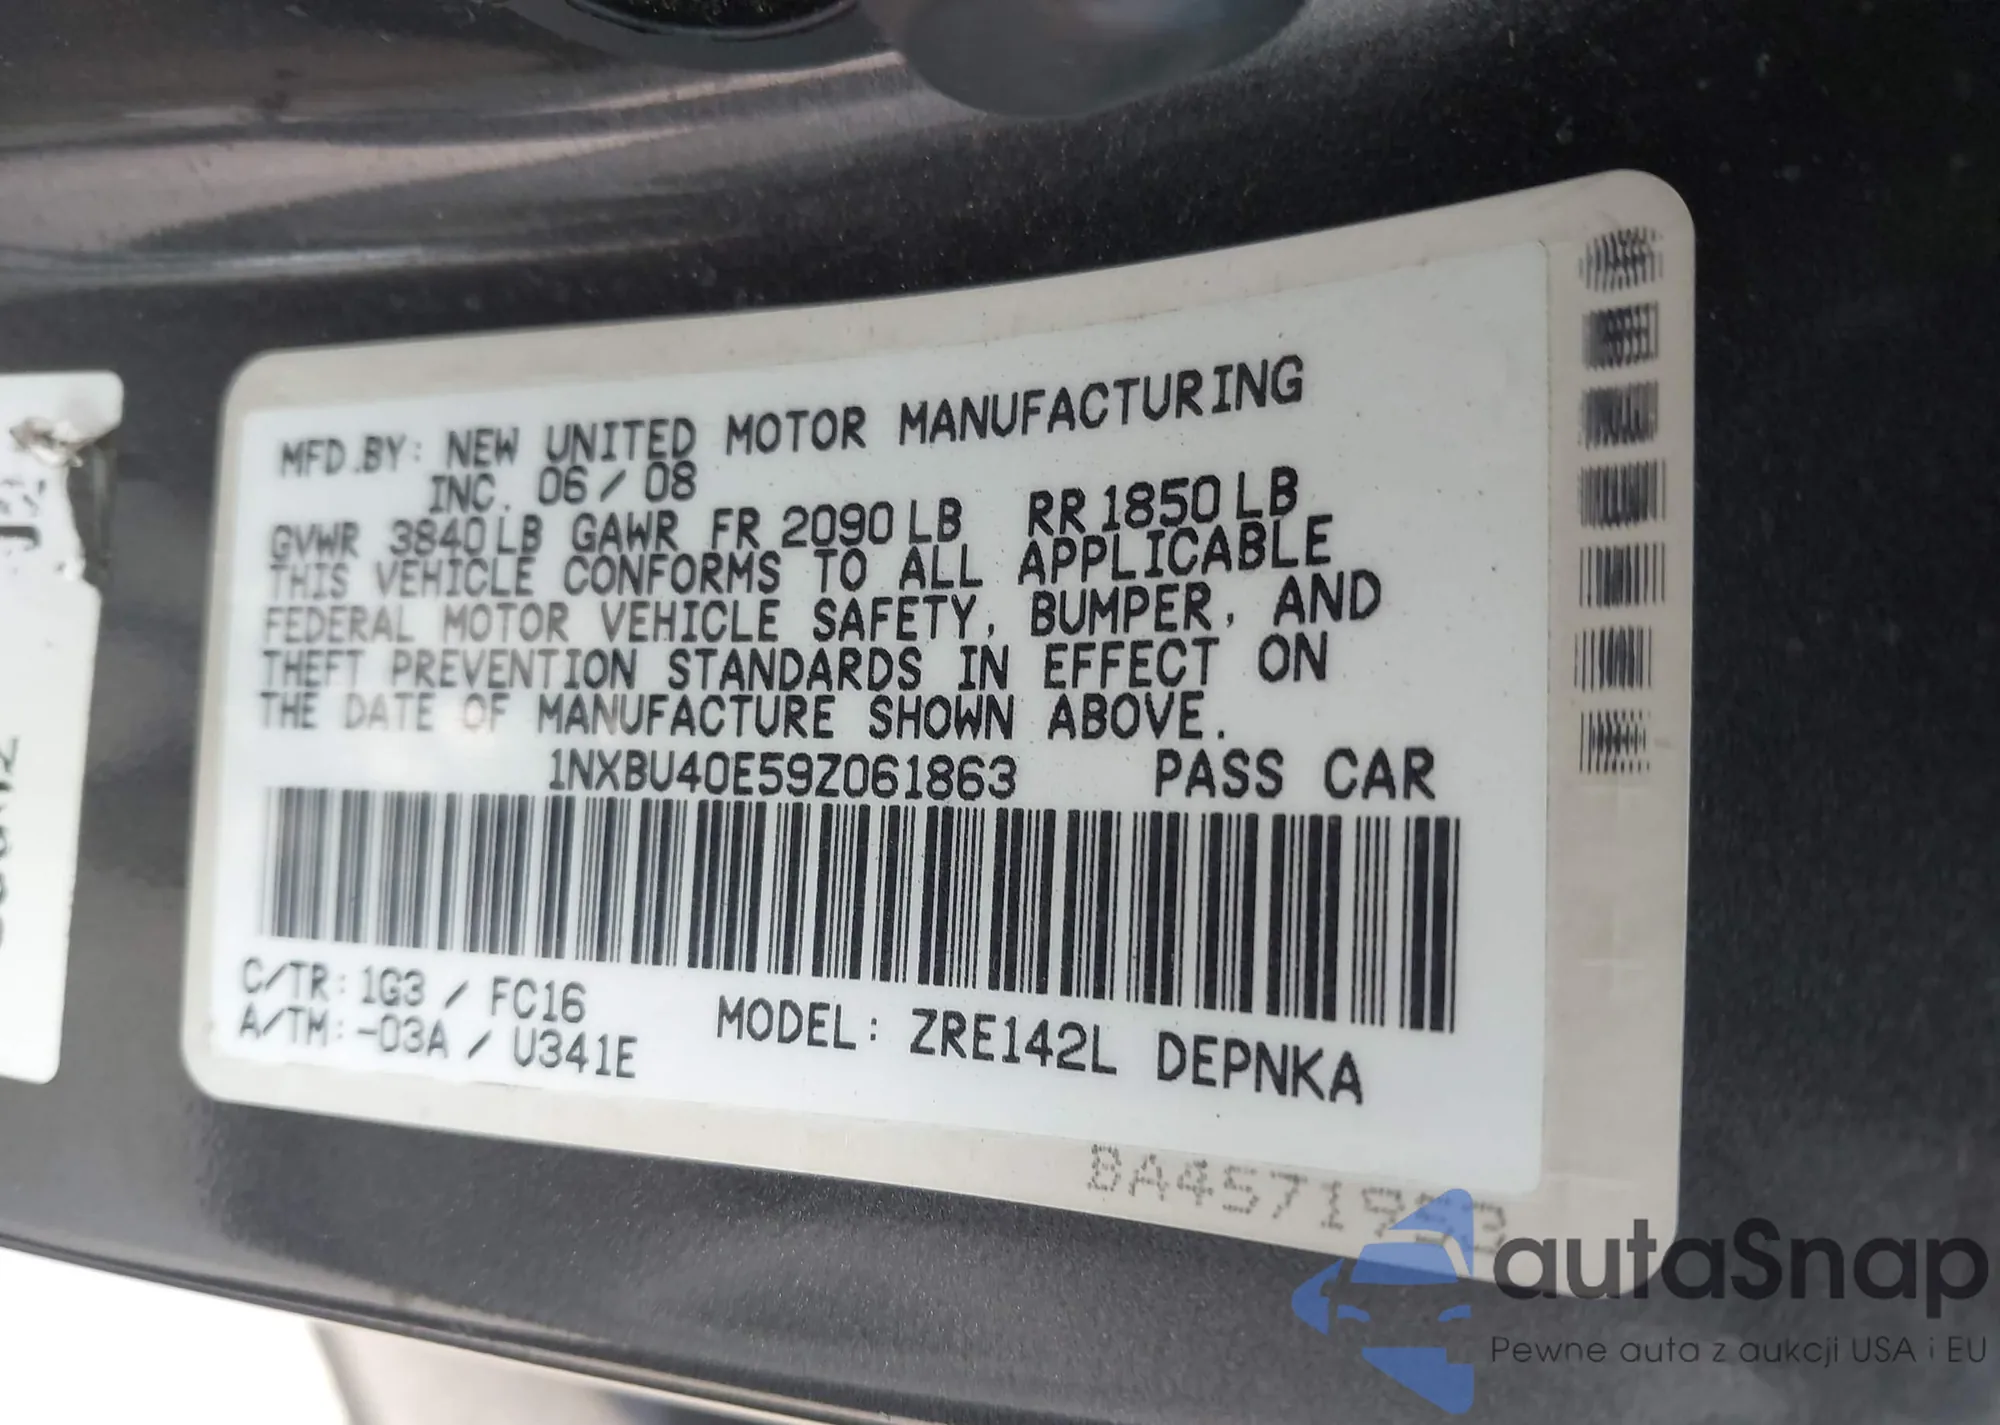 MFD.BY: NEW UNITED MOTOR MANUFACTURING
INC. 06/08
GVWR 3840LB GAWR FR 2090LB RR 1850LB
THIS VEHICLE CONFORMS TO ALL APPLICABLE
FEDERAL MOTOR VEHICLE SAFETY, BUMPER, AND
THEFT PREVENTION STANDARDS IN EFFECT ON
THE DATE OF MANUFACTURE SHOWN ABOVE.
1NXBU40E59Z061863 PASS CAR
C/TR: 1G3 / FC16
A/TM: -03A / U341E
MODEL: ZRE142L DEPNKA
autaSnap
Pewne auta z aukcji USA i EU